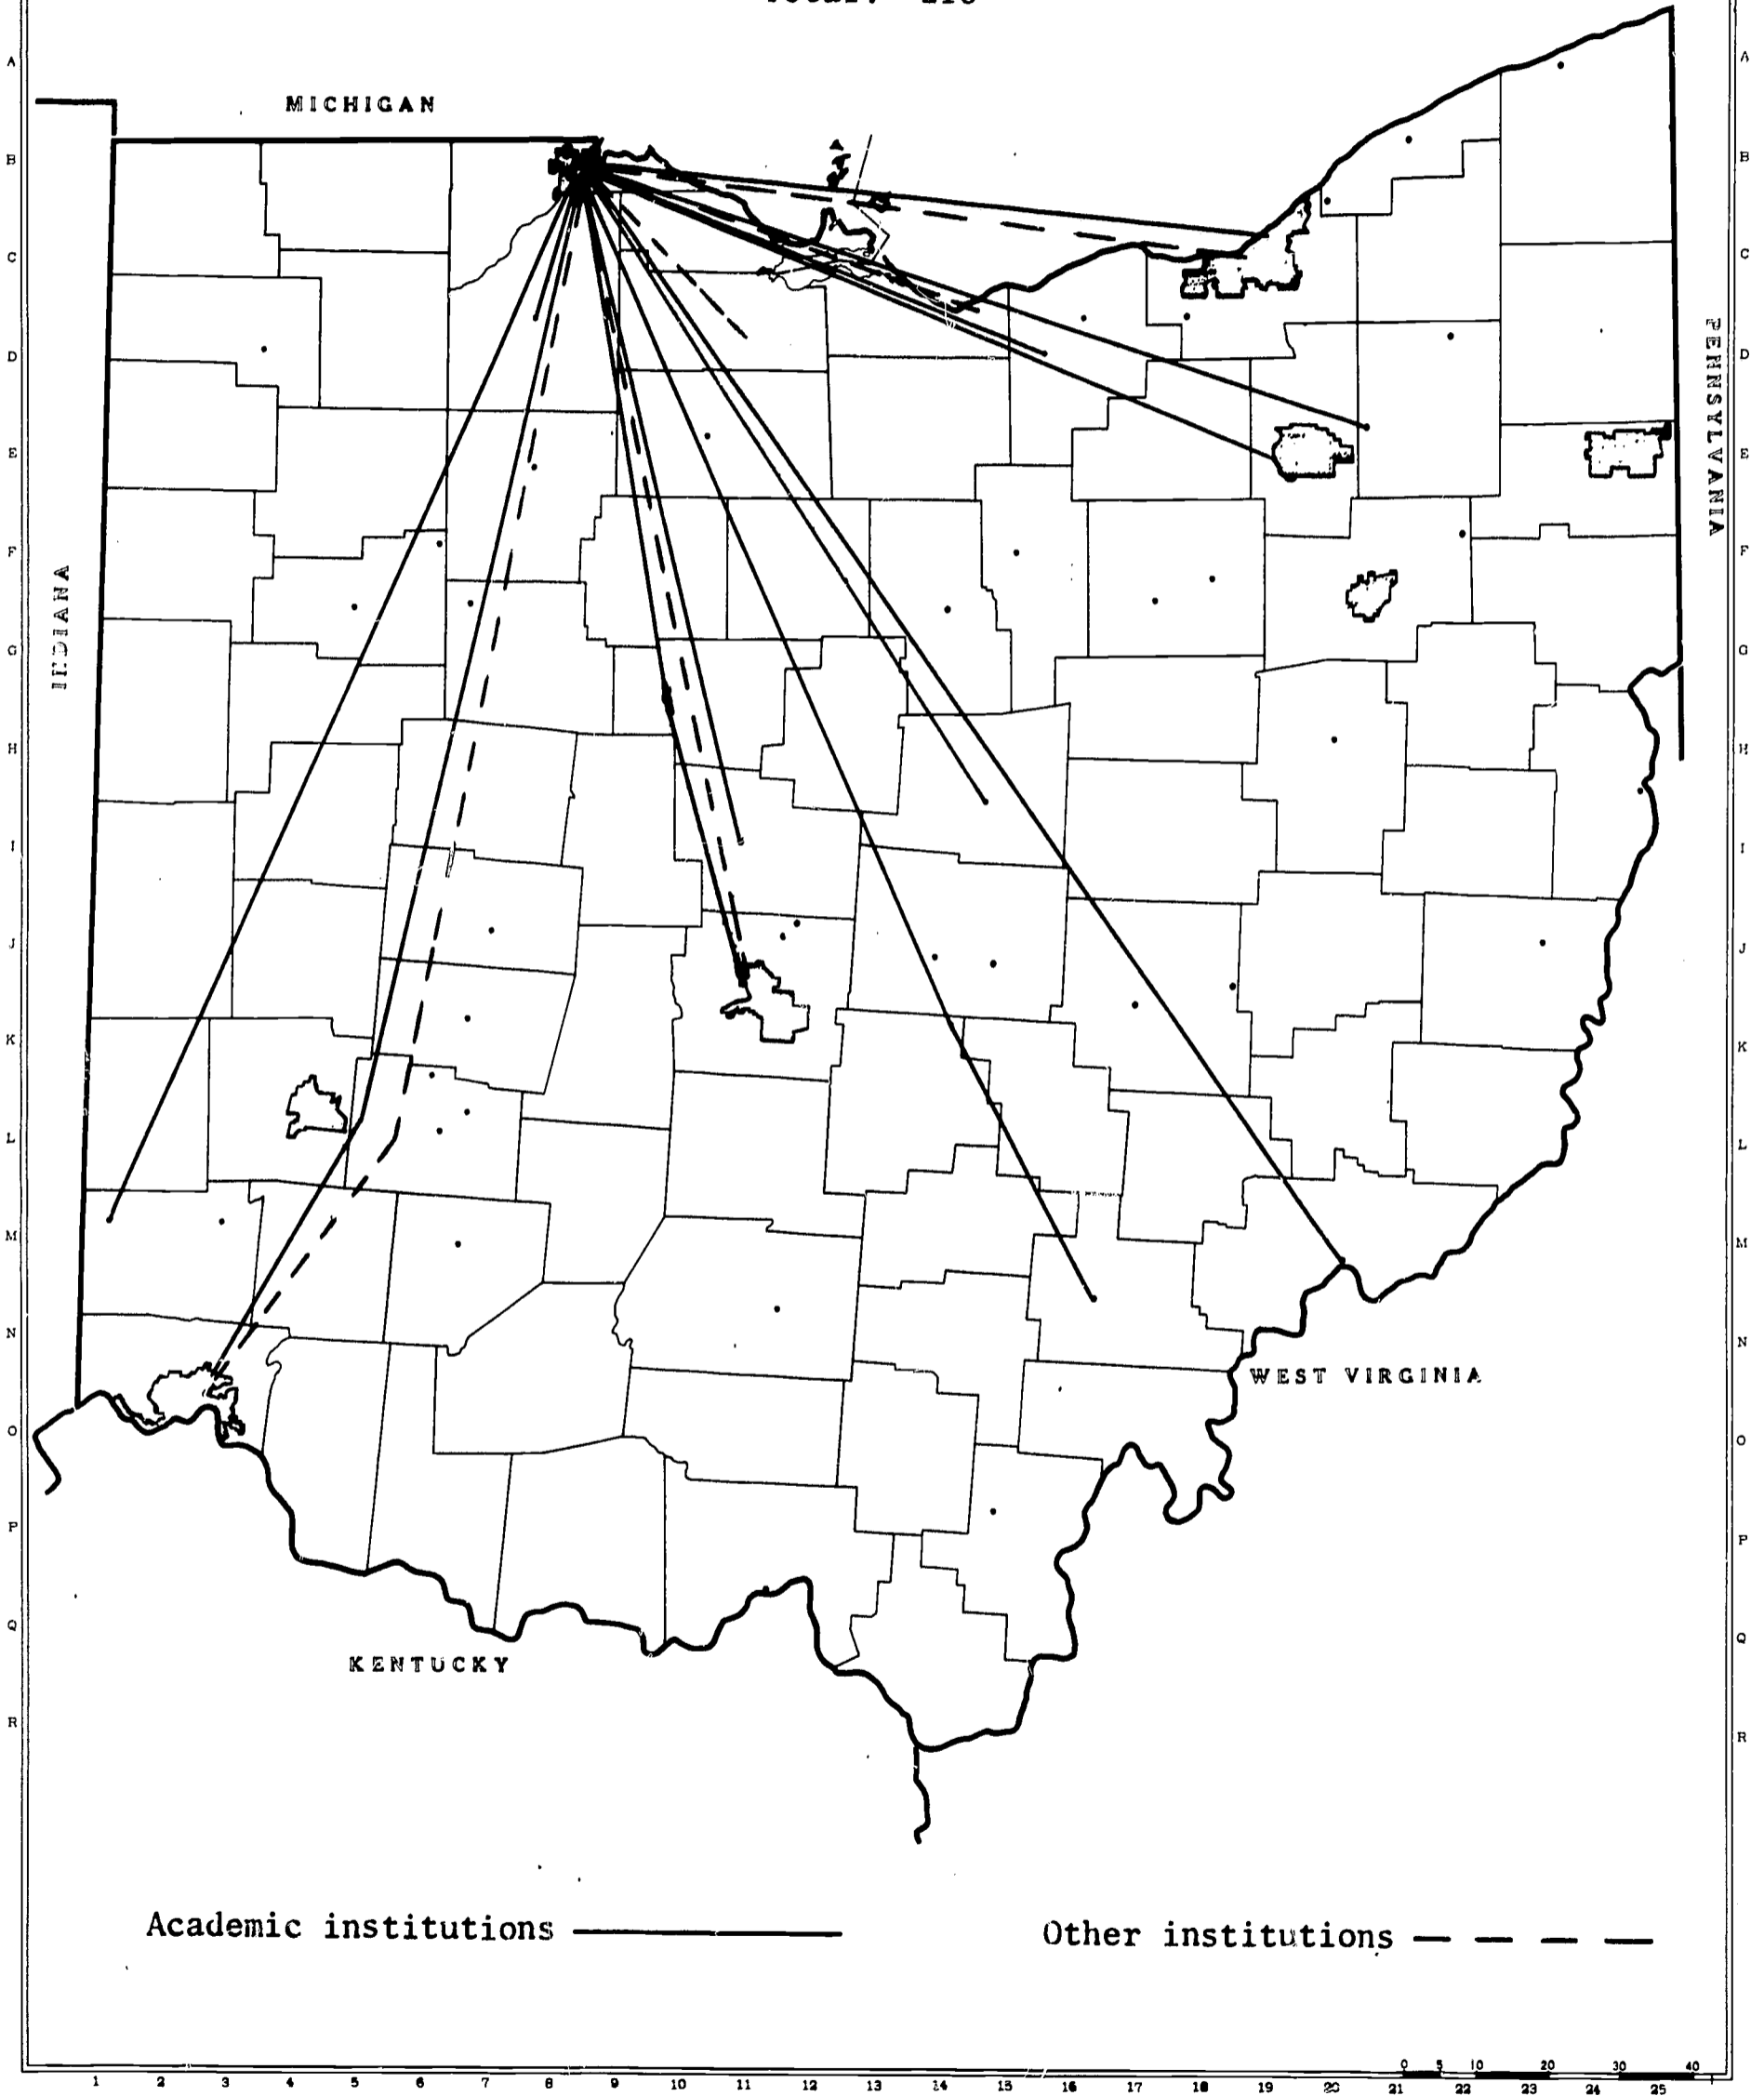 A A
MICHIGAN
B B
C C
D D
PENNSYLVANIA
E E
F F
INDIANA
G G
H H
I I
J J
K K
L L
M M
N N
WEST VIRGINIA
O O
P P
Q Q
KENTUCKY
R R
Academic institutions Other institutions
0 5 10 20 30 40
1 2 3 4 5 6 7 8 9 10 11 12 13 14 15 16 17 18 19 20 21 22 23 24 25